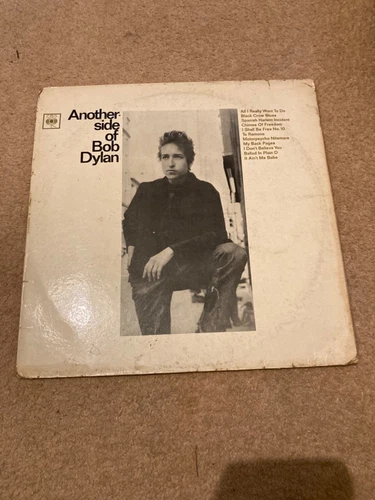 CBS
Another
side of
Bob
Dylan
All I Really Want To Do
Black Crow Blues
Spanish Harlem Incident
Chimes Of Freedom
I Shall Be Free No. 10
To Ramona
Motorpsycho Nitemare
My Back Pages
I Don't Believe You
Ballad In Plain D
It Ain't Me Babe